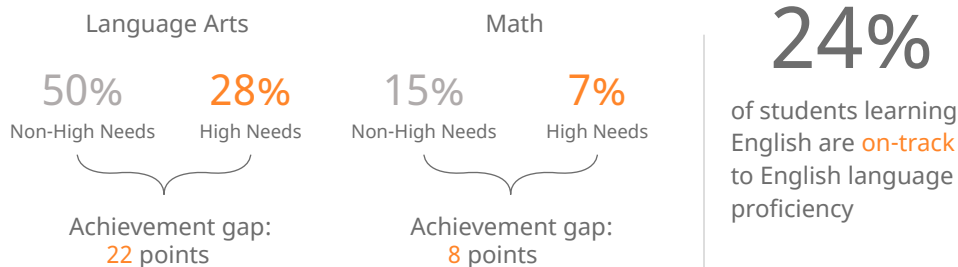 Language Arts
50%
28%
Non-High Needs
High Needs
Achievement gap:
22 points
Math
15%
7%
Non-High Needs
High Needs
Achievement gap:
8 points
24%
of students learning
English are on-track
to English language
proficiency